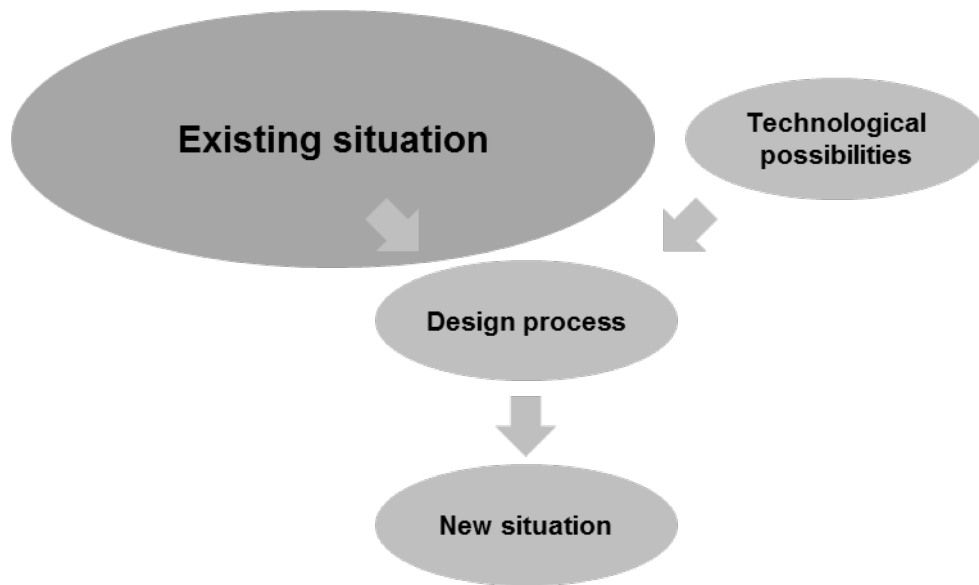 Existing situation
Technological
possibilities
Design process
New situation